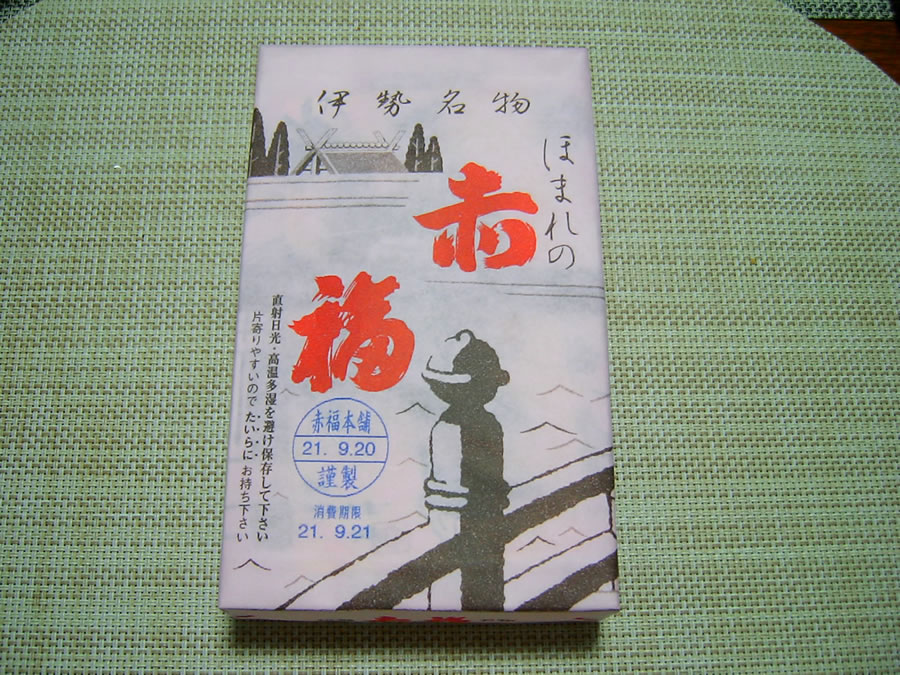 伊勢名物
ほまれの
赤福
直射日光・高温多湿を避け保存して下さい
片寄りやすいので たいらに お持ち下さい
赤福本舗
21. 9.20
謹製
消費期限
21. 9.21